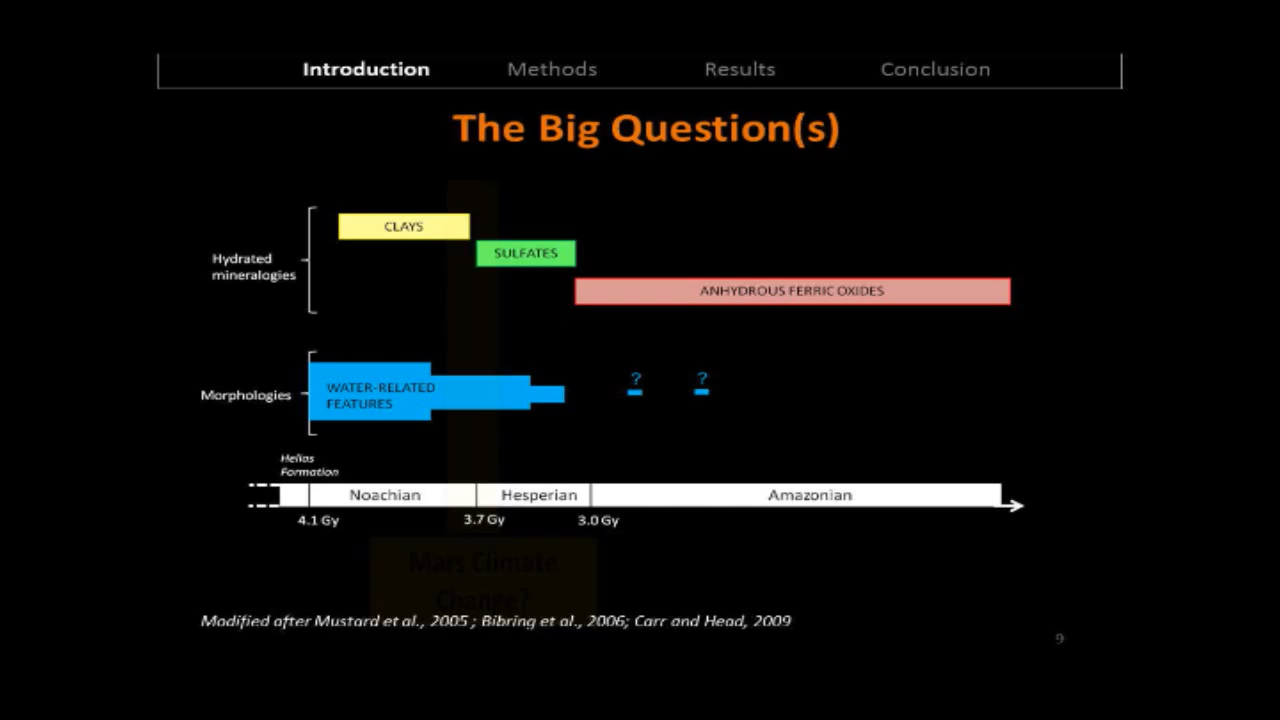 Introduction Methods Results Conclusion
The Big Question(s)
CLAYS
SULFATES
Hydrated
mineralogies
ANHYDROUS FERRIC OXIDES
? ?
WATER-RELATED
FEATURES
Morphologies
Hellas
Formation
Noachian Hesperian Amazonian
4.1 Gy 3.7 Gy 3.0 Gy
Mars Climate
Change?
Modified after Mustard et al., 2005 ; Bibring et al., 2006; Carr and Head, 2009
9